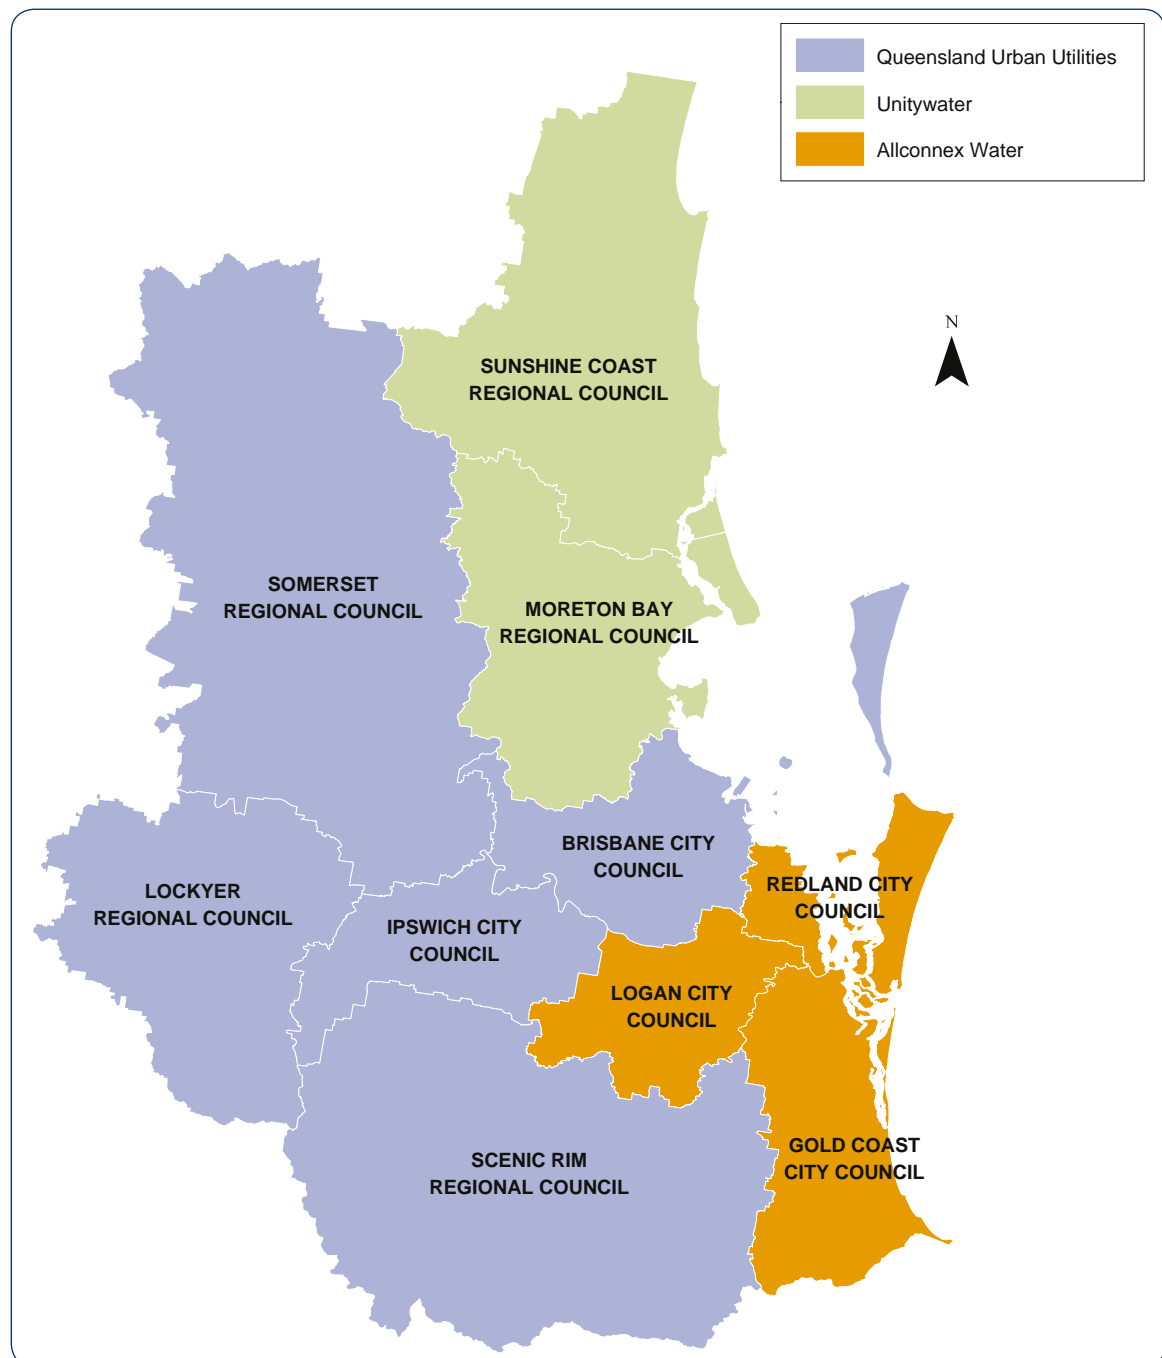 Queensland Urban Utilities
Unitywater
Allconnex Water
N
SUNSHINE COAST
REGIONAL COUNCIL
SOMERSET
REGIONAL COUNCIL
MORETON BAY
REGIONAL COUNCIL
BRISBANE CITY
COUNCIL
REDLAND CITY
COUNCIL
LOCKYER
REGIONAL COUNCIL
IPSWICH CITY
COUNCIL
LOGAN CITY
COUNCIL
GOLD COAST
CITY COUNCIL
SCENIC RIM
REGIONAL COUNCIL